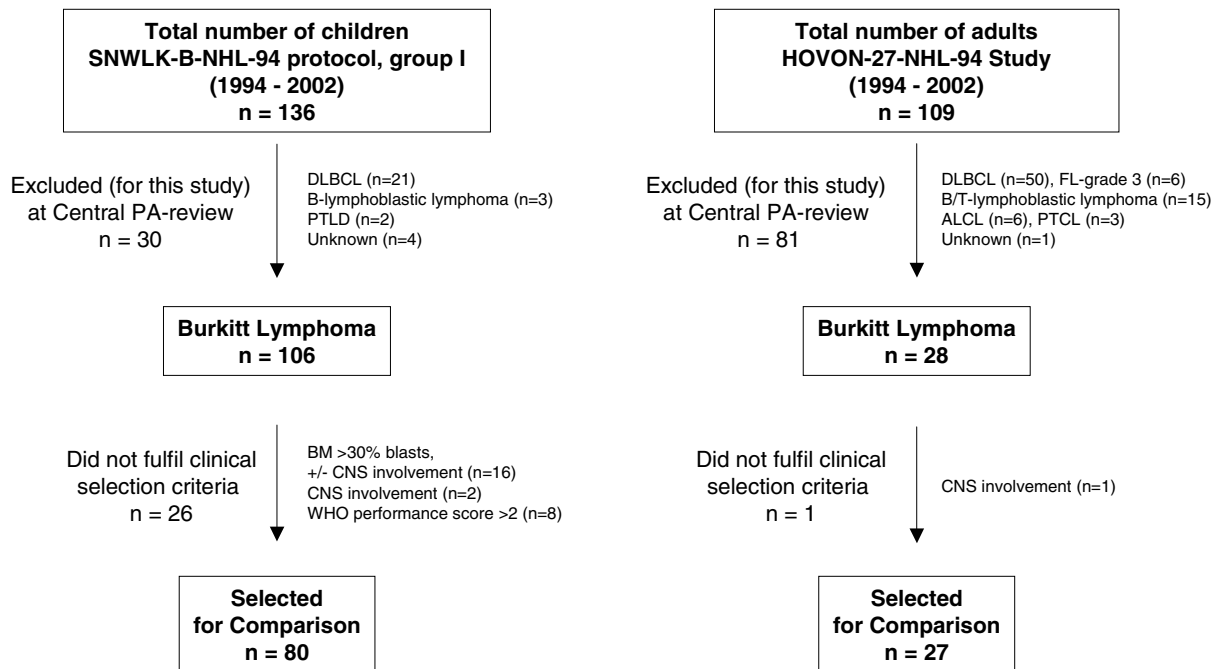 Total number of children
SNWLK-B-NHL-94 protocol, group I
(1994 - 2002)
n = 136
Excluded (for this study)
at Central PA-review
n = 30
DLBCL (n=21)
B-lymphoblastic lymphoma (n=3)
PTLD (n=2)
Unknown (n=4)
Burkitt Lymphoma
n = 106
Did not fulfil clinical
selection criteria
n = 26
BM >30% blasts,
+/- CNS involvement (n=16)
CNS involvement (n=2)
WHO performance score >2 (n=8)
Selected
for Comparison
n = 80
Total number of adults
HOVON-27-NHL-94 Study
(1994 - 2002)
n = 109
Excluded (for this study)
at Central PA-review
n = 81
DLBCL (n=50), FL-grade 3 (n=6)
B/T-lymphoblastic lymphoma (n=15)
ALCL (n=6), PTCL (n=3)
Unknown (n=1)
Burkitt Lymphoma
n = 28
Did not fulfil clinical
selection criteria
n = 1
CNS involvement (n=1)
Selected
for Comparison
n = 27